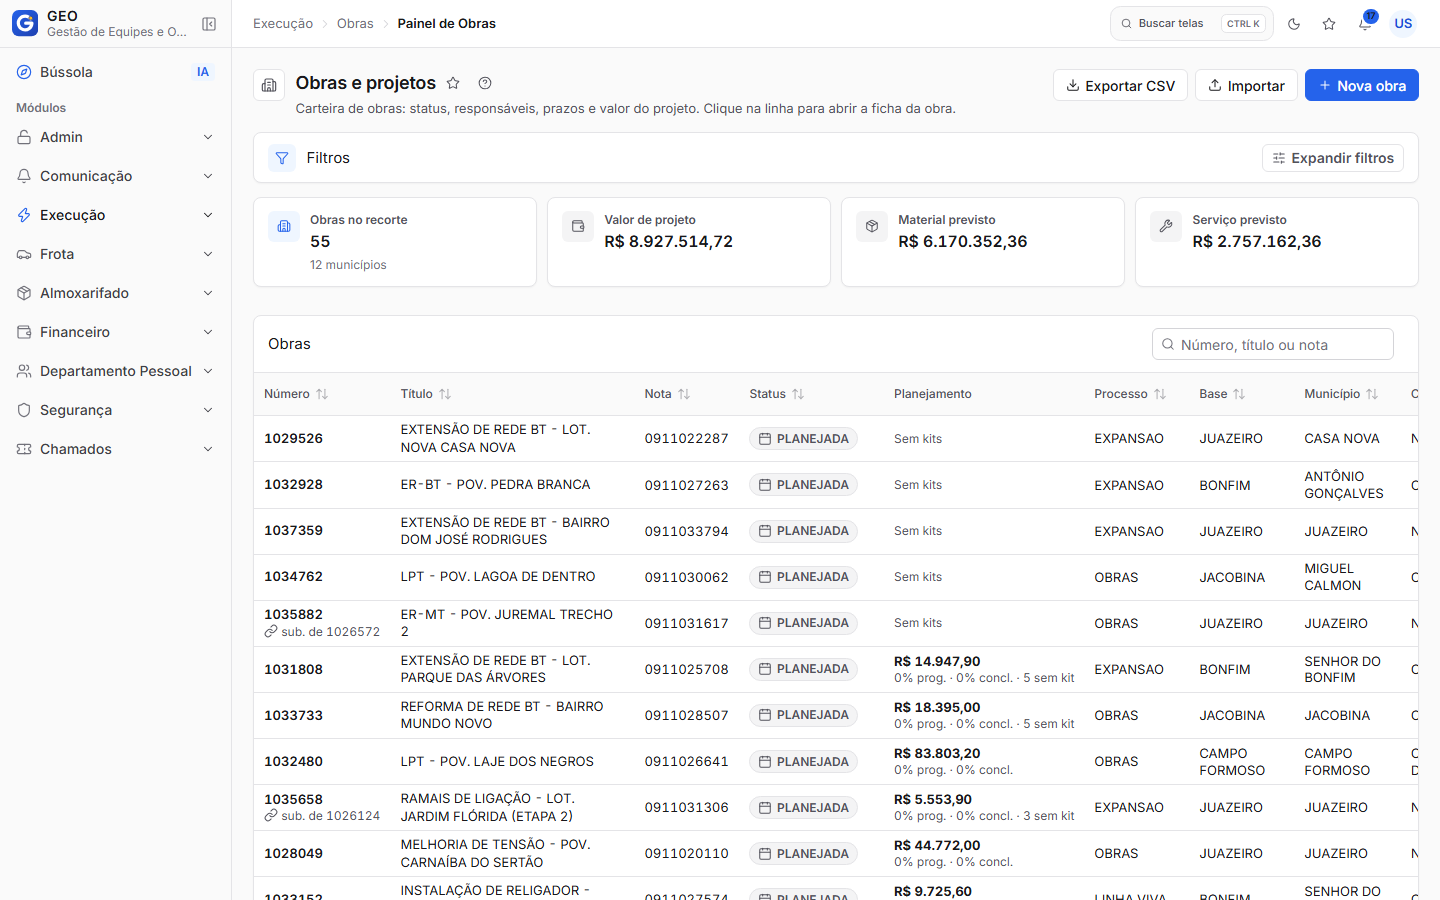 GEO
Gestão de Equipes e O...
Execução
Obras
Painel de Obras
Buscar telas
CTRL K
17
US
Bússola
IA
Módulos
Admin
Comunicação
Execução
Frota
Almoxarifado
Financeiro
Departamento Pessoal
Segurança
Chamados
Obras e projetos
Carteira de obras: status, responsáveis, prazos e valor do projeto. Clique na linha para abrir a ficha da obra.
Exportar CSV
Importar
Nova obra
Filtros
Expandir filtros
Obras no recorte
55
12 municípios
Valor de projeto
R$ 8.927.514,72
Material previsto
R$ 6.170.352,36
Serviço previsto
R$ 2.757.162,36
Obras
Número, título ou nota
Número Título Nota Status Planejamento Processo Base Município
1029526 EXTENSÃO DE REDE BT - LOT. NOVA CASA NOVA 0911022287 PLANEJADA Sem kits EXPANSAO JUAZEIRO CASA NOVA
1032928 ER-BT - POV. PEDRA BRANCA 0911027263 PLANEJADA Sem kits EXPANSAO BONFIM ANTÔNIO GONÇALVES
1037359 EXTENSÃO DE REDE BT - BAIRRO DOM JOSÉ RODRIGUES 0911033794 PLANEJADA Sem kits EXPANSAO JUAZEIRO JUAZEIRO
1034762 LPT - POV. LAGOA DE DENTRO 0911030062 PLANEJADA Sem kits OBRAS JACOBINA MIGUEL CALMON
1035882 sub. de 1026572 ER-MT - POV. JUREMAL TRECHO 2 0911031617 PLANEJADA Sem kits OBRAS JUAZEIRO JUAZEIRO
1031808 EXTENSÃO DE REDE BT - LOT. PARQUE DAS ÁRVORES 0911025708 PLANEJADA R$ 14.947,90 0% prog. · 0% concl. · 5 sem kit EXPANSAO BONFIM SENHOR DO BONFIM
1033733 REFORMA DE REDE BT - BAIRRO MUNDO NOVO 0911028507 PLANEJADA R$ 18.395,00 0% prog. · 0% concl. · 5 sem kit OBRAS JACOBINA JACOBINA
1032480 LPT - POV. LAJE DOS NEGROS 0911026641 PLANEJADA R$ 83.803,20 0% prog. · 0% concl. OBRAS CAMPO FORMOSO CAMPO FORMOSO
1035658 sub. de 1026124 RAMAIS DE LIGAÇÃO - LOT. JARDIM FLÓRIDA (ETAPA 2) 0911031306 PLANEJADA R$ 5.553,90 0% prog. · 0% concl. · 3 sem kit EXPANSAO JUAZEIRO JUAZEIRO
1028049 MELHORIA DE TENSÃO - POV. CARNAÍBA DO SERTÃO 0911020110 PLANEJADA R$ 44.772,00 0% prog. · 0% concl. OBRAS JUAZEIRO JUAZEIRO
1033152 INSTALAÇÃO DE RELIGADOR - 0911027574 PLANEJADA R$ 9.725,60 LINHA VIVA BONFIM SENHOR DO